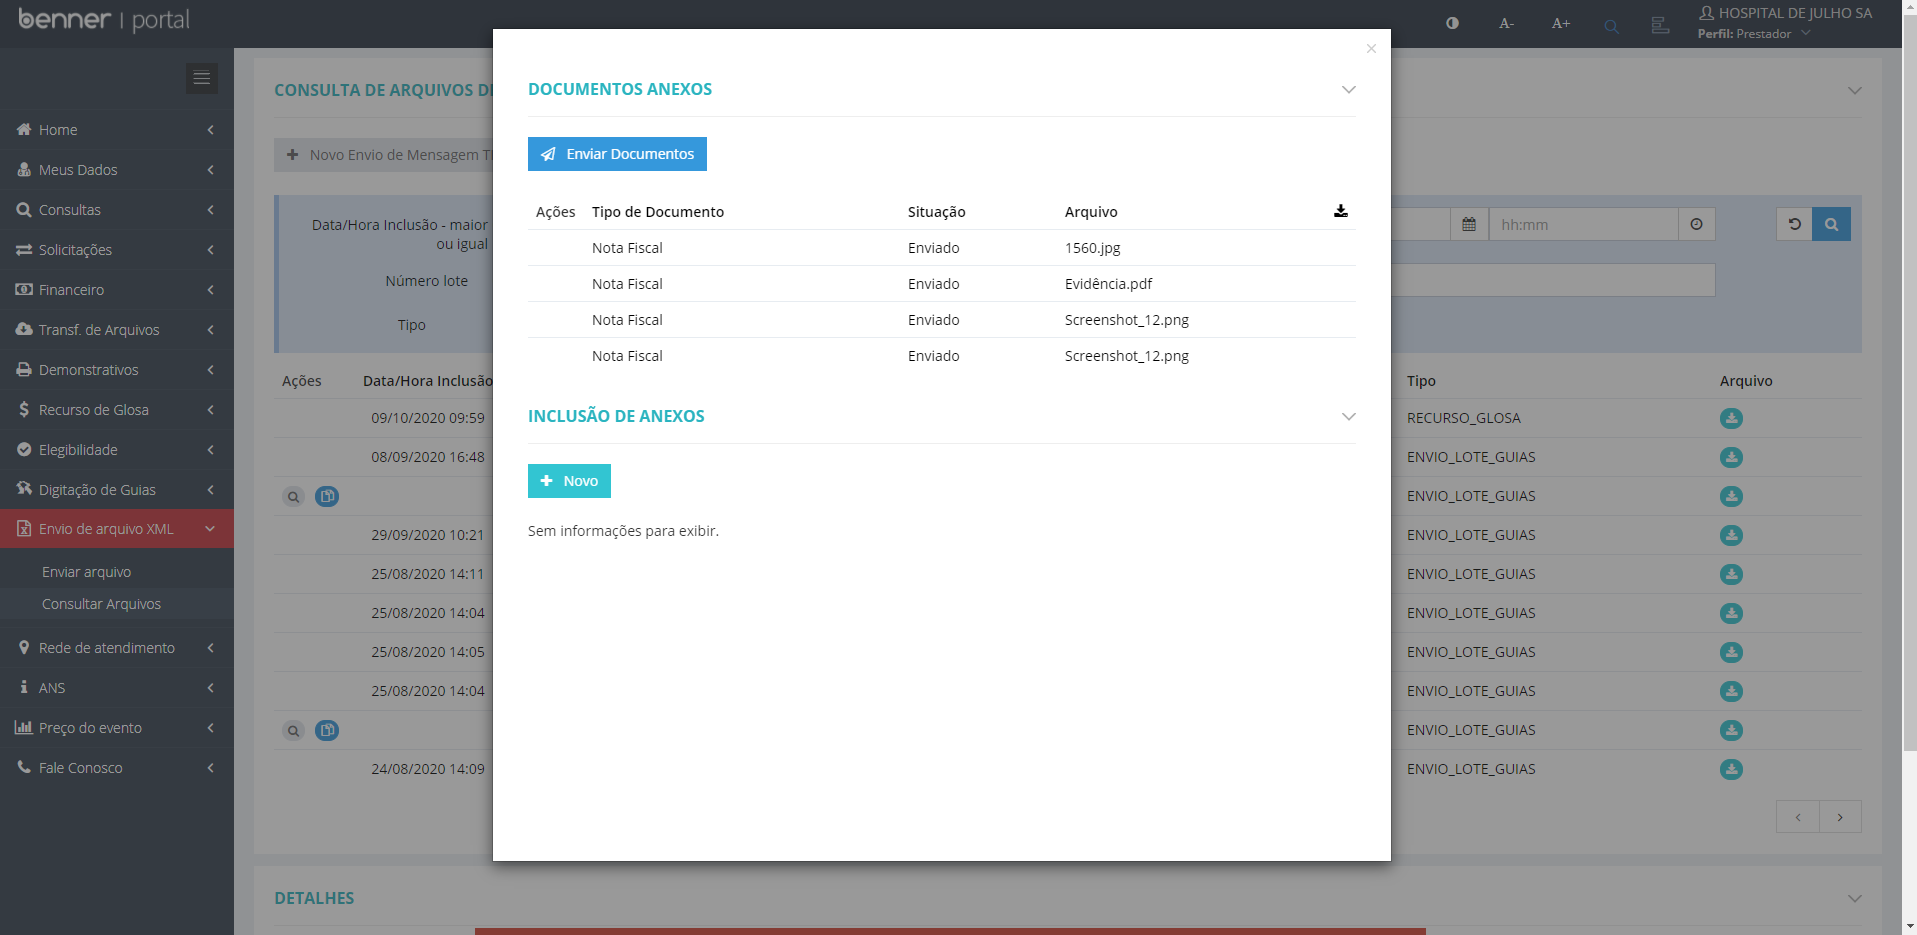 benner | portal
A-
A+
HOSPITAL DE JULHO SA
Perfil: Prestador
Home
Meus Dados
Consultas
Solicitações
Financeiro
Transf. de Arquivos
Demonstrativos
Recurso de Glosa
Elegibilidade
Digitação de Guias
Envio de arquivo XML
Enviar arquivo
Consultar Arquivos
Rede de atendimento
ANS
Preço do evento
Fale Conosco
CONSULTA DE ARQUIVOS DE
Novo Envio de Mensagem
Data/Hora Inclusão - maior
ou igual
hh:mm
Número lote
Tipo
Ações Data/Hora Inclusão Tipo Arquivo
09/10/2020 09:59 RECURSO_GLOSA
08/09/2020 16:48 ENVIO_LOTE_GUIAS
ENVIO_LOTE_GUIAS
29/09/2020 10:21 ENVIO_LOTE_GUIAS
25/08/2020 14:11 ENVIO_LOTE_GUIAS
25/08/2020 14:04 ENVIO_LOTE_GUIAS
25/08/2020 14:05 ENVIO_LOTE_GUIAS
25/08/2020 14:04 ENVIO_LOTE_GUIAS
ENVIO_LOTE_GUIAS
24/08/2020 14:09 ENVIO_LOTE_GUIAS
DETALHES
×
DOCUMENTOS ANEXOS
Enviar Documentos
Ações Tipo de Documento Situação Arquivo
Nota Fiscal Enviado 1560.jpg
Nota Fiscal Enviado Evidência.pdf
Nota Fiscal Enviado Screenshot_12.png
Nota Fiscal Enviado Screenshot_12.png
INCLUSÃO DE ANEXOS
Novo
Sem informações para exibir.